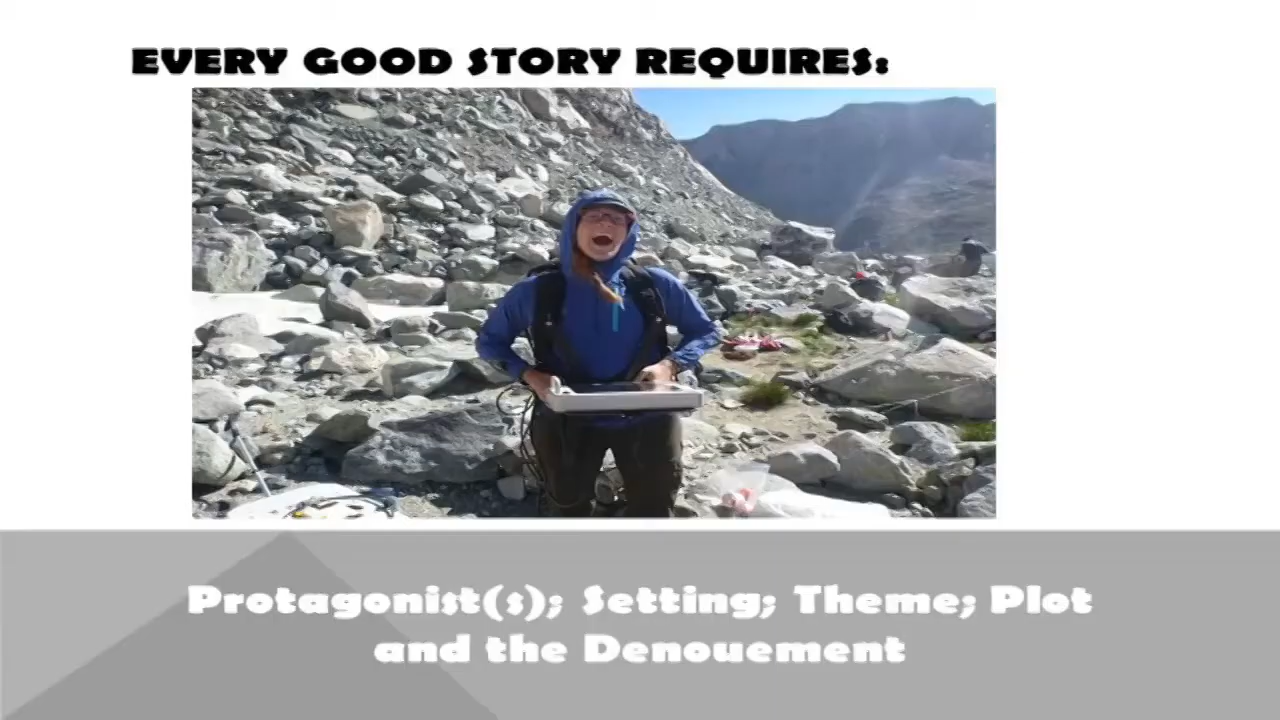 EVERY GOOD STORY REQUIRES:
Protagonist(s); Setting; Theme; Plot
and the Denouement